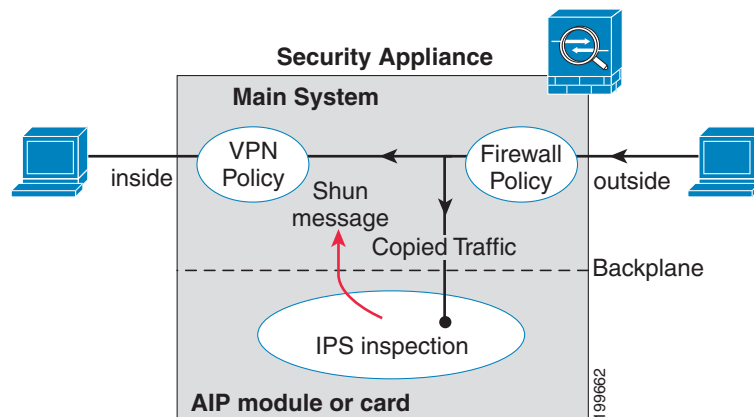 Security Appliance
Main System
VPN
Policy
Firewall
Policy
inside
outside
Shun
message
Copied Traffic
Backplane
IPS inspection
AIP module or card
199662